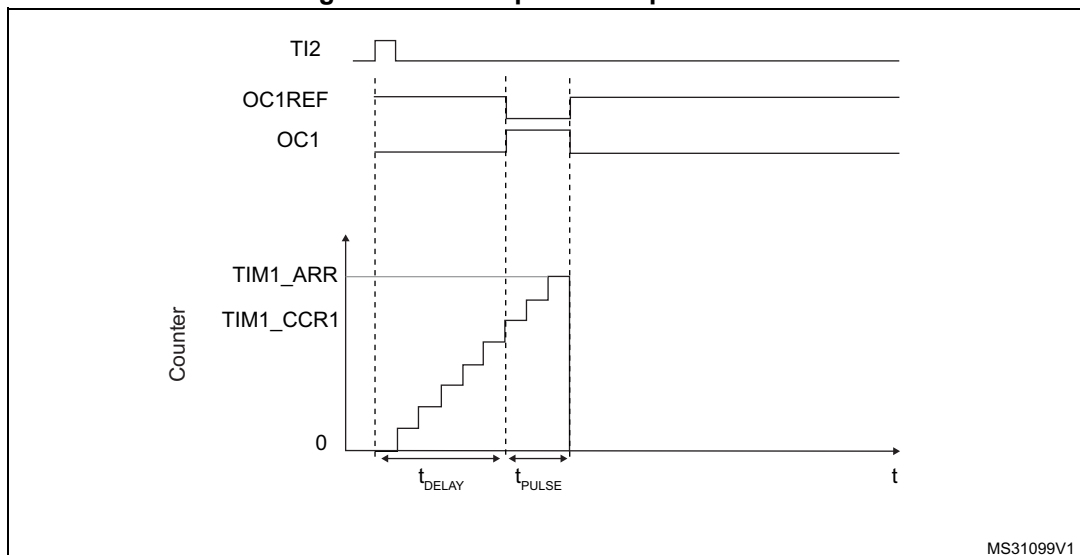 TI2
OC1REF
OC1
TIM1_ARR
TIM1_CCR1
Counter
0
tDELAY
tPULSE
t
MS31099V1